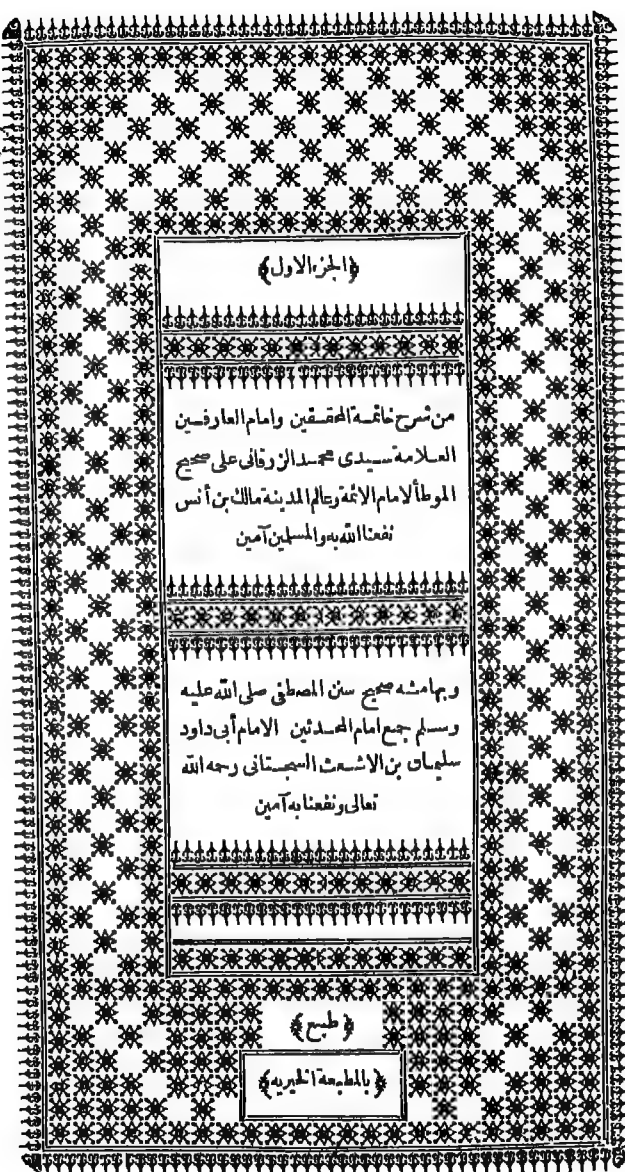 ﴿الجزء الاول﴾
من شرح خاتمة المحققين وامام العارفين
العلامة سيدى محمد الزرقانى على صحيح
الموطأ لامام الائمة وعالم المدينة مالك بن أنس
نفعنا الله به والمسلمين آمين
وبهامشه صحيح سنن المصطفى صلى الله عليه
وسلم جمع امام المحدثين الامام أبى داود
سليمان بن الاشعث السجستانى رحمه الله
تعالى ونفعنا به آمين
﴿طبع﴾
﴿بالمطبعة الخيرية﴾